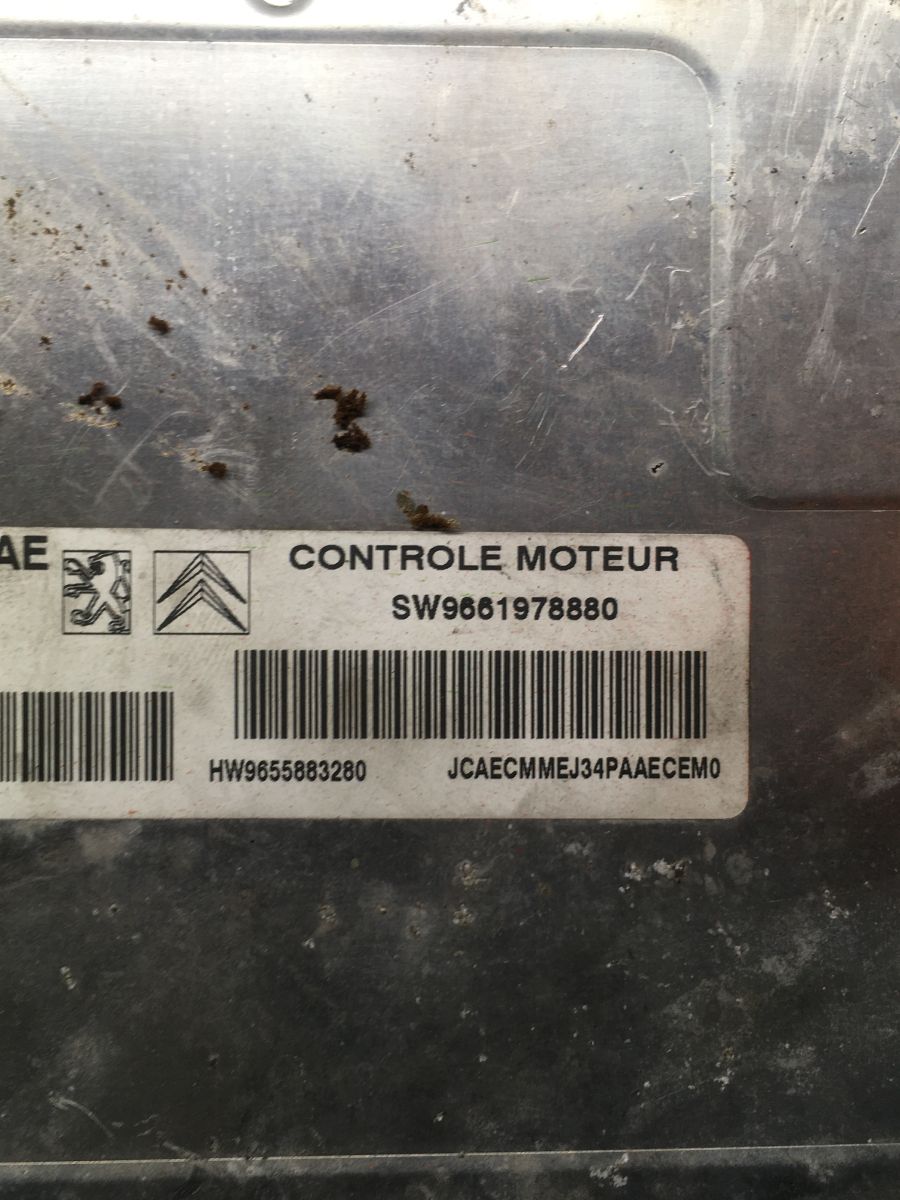 AE
CONTROLE MOTEUR
SW9661978880
HW9655883280 JCAECMMEJ34PAAECEM0